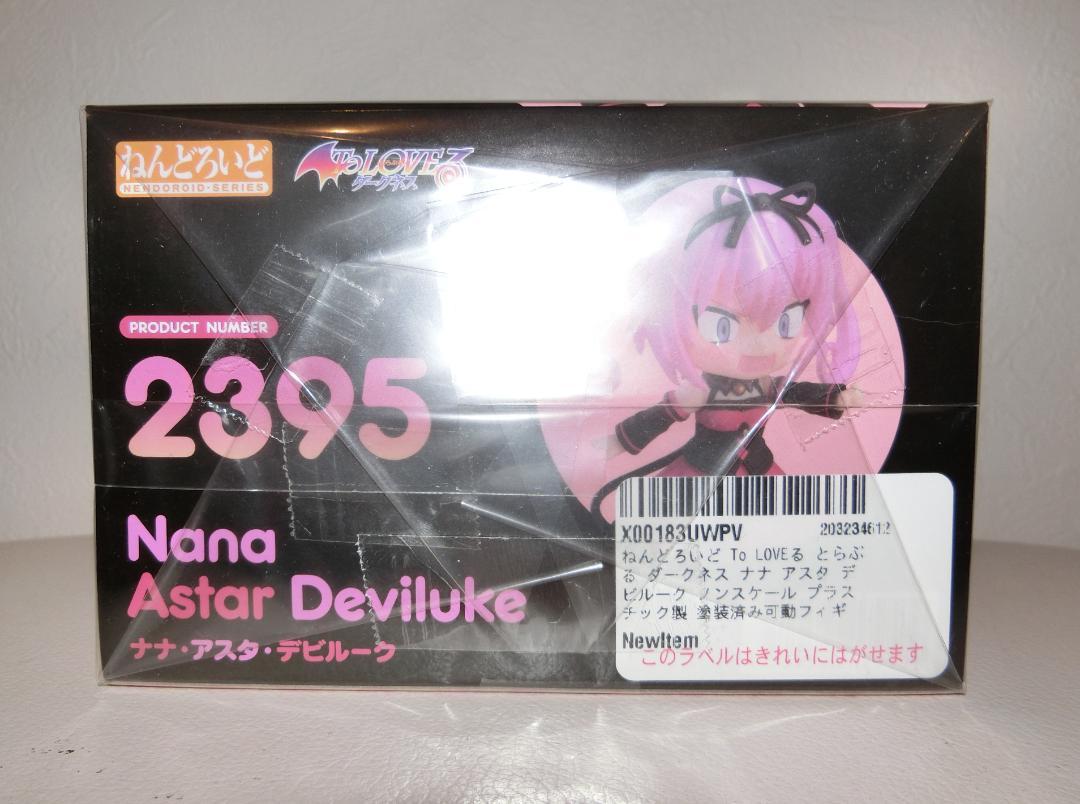 ねんどろいど
NENDOROID・SERIES
To LOVEる
とらぶる
ダークネス
PRODUCT NUMBER
2395
Nana
Astar Deviluke
ナナ・アスタ・デビルーク
X00183UWPV
203234612
ねんどろいど To LOVEる とらぶ
る ダークネス ナナ アスタ デ
ビルーク ノンスケール プラス
チック製 塗装済み可動フィギ
NewItem
このラベルはきれいにはがせます